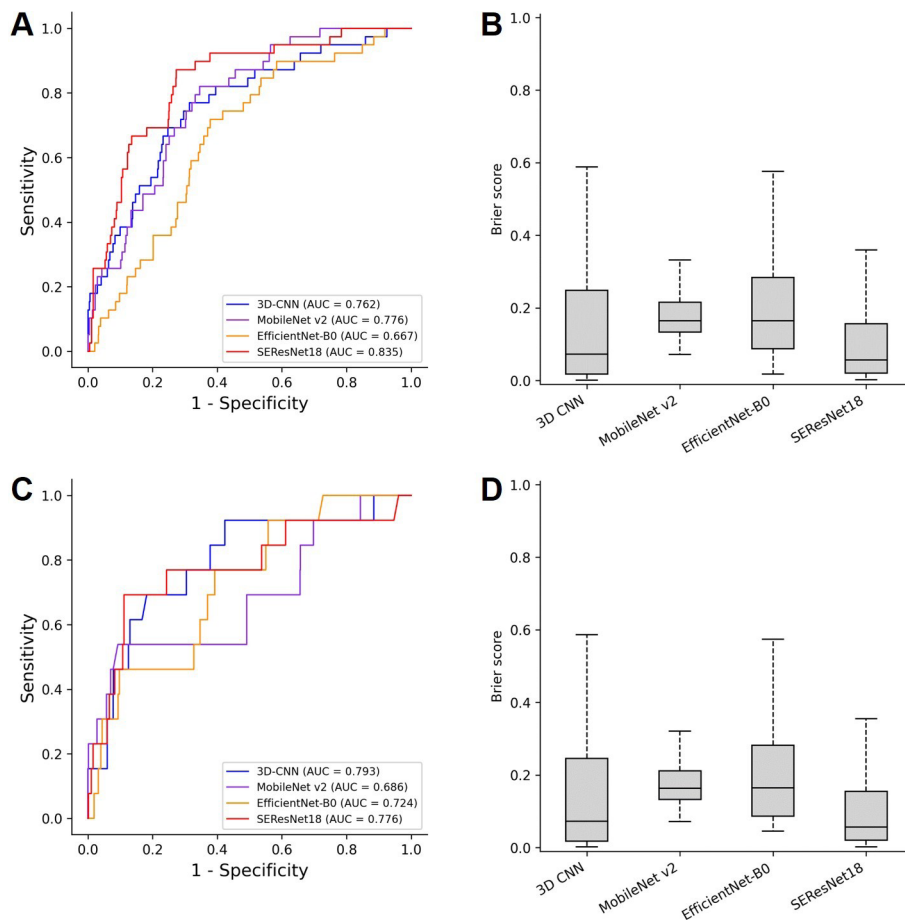 A
1.0
0.8
0.6
0.4
0.2
0.0
Sensitivity
0.0 0.2 0.4 0.6 0.8 1.0
1 - Specificity
3D-CNN (AUC = 0.762)
MobileNet v2 (AUC = 0.776)
EfficientNet-B0 (AUC = 0.667)
SEResNet18 (AUC = 0.835)
B
1.0
0.8
0.6
0.4
0.2
0.0
Brier score
3D CNN
MobileNet v2
EfficientNet-B0
SEResNet18
C
1.0
0.8
0.6
0.4
0.2
0.0
Sensitivity
0.0 0.2 0.4 0.6 0.8 1.0
1 - Specificity
3D-CNN (AUC = 0.793)
MobileNet v2 (AUC = 0.686)
EfficientNet-B0 (AUC = 0.724)
SEResNet18 (AUC = 0.776)
D
1.0
0.8
0.6
0.4
0.2
0.0
Brier score
3D CNN
MobileNet v2
EfficientNet-B0
SEResNet18